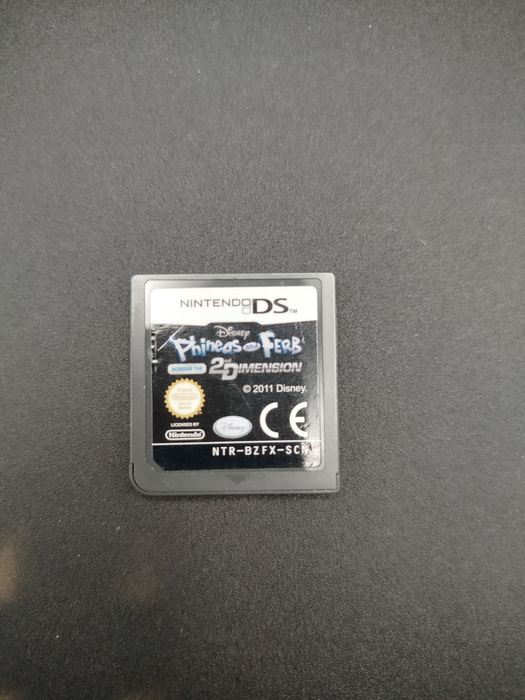 NINTENDO DS™
Disney
Phineas and Ferb
ACROSS THE
2nd DIMENSION
© 2011 Disney.
LICENSED BY
Nintendo
Disney
CE
NTR-BZFX-SCN